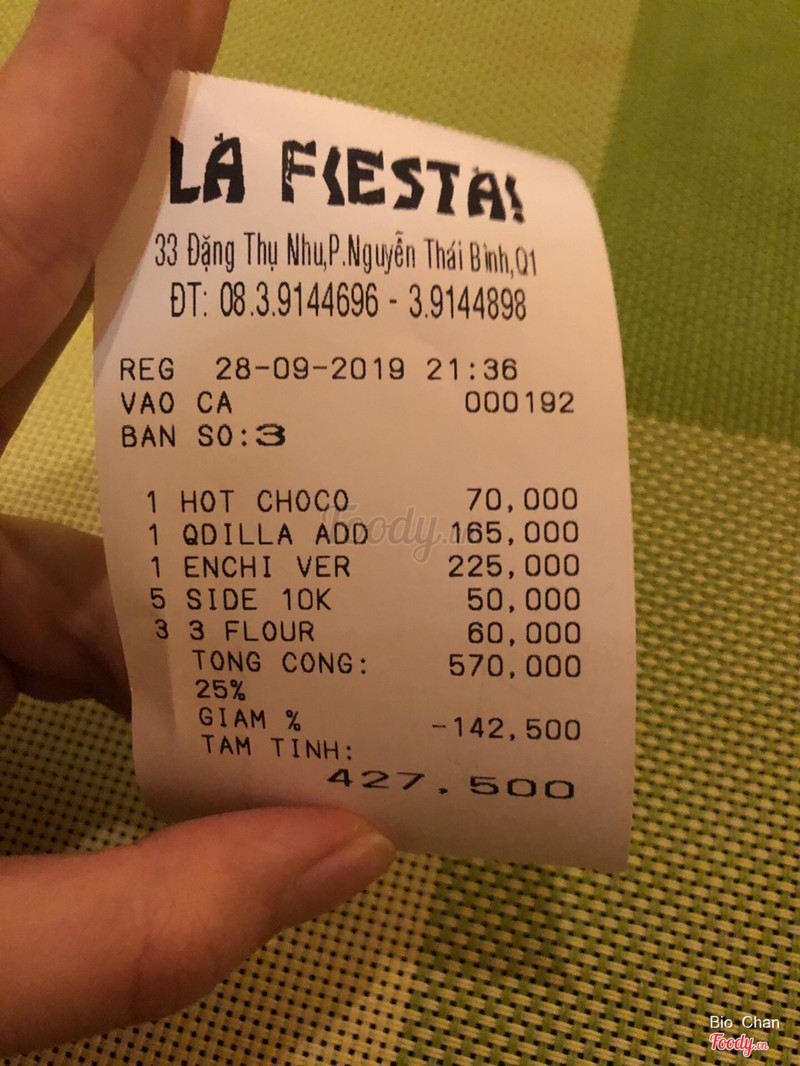 LA FIESTA!
33 Đặng Thị Nhu,P.Nguyễn Thái Bình,Q1
ĐT: 08.3.9144696 - 3.9144898
REG 28-09-2019 21:36
VAO CA 000192
BAN SO:3
1 HOT CHOCO 70,000
1 QDILLA ADD 165,000
1 ENCHI VER 225,000
5 SIDE 10K 50,000
3 3 FLOUR 60,000
TONG CONG: 570,000
25%
GIAM % -142,500
TAM TINH:
427.500
Foody.vn
Bio Chan
Foody.vn